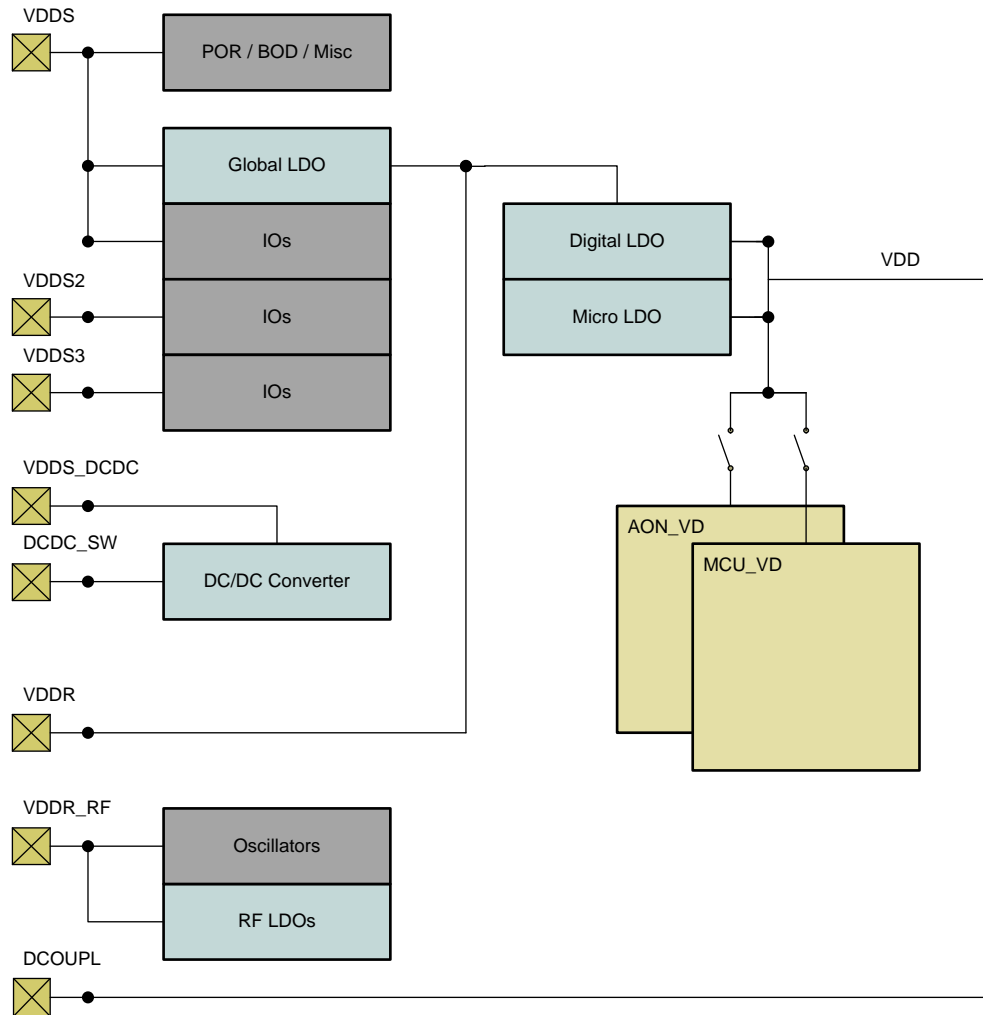 VDDS
POR / BOD / Misc
Global LDO
IOs
Digital LDO
VDD
VDDS2
IOs
Micro LDO
VDDS3
IOs
VDDS_DCDC
AON_VD
DCDC_SW
DC/DC Converter
MCU_VD
VDDR
VDDR_RF
Oscillators
RF LDOs
DCOUPL